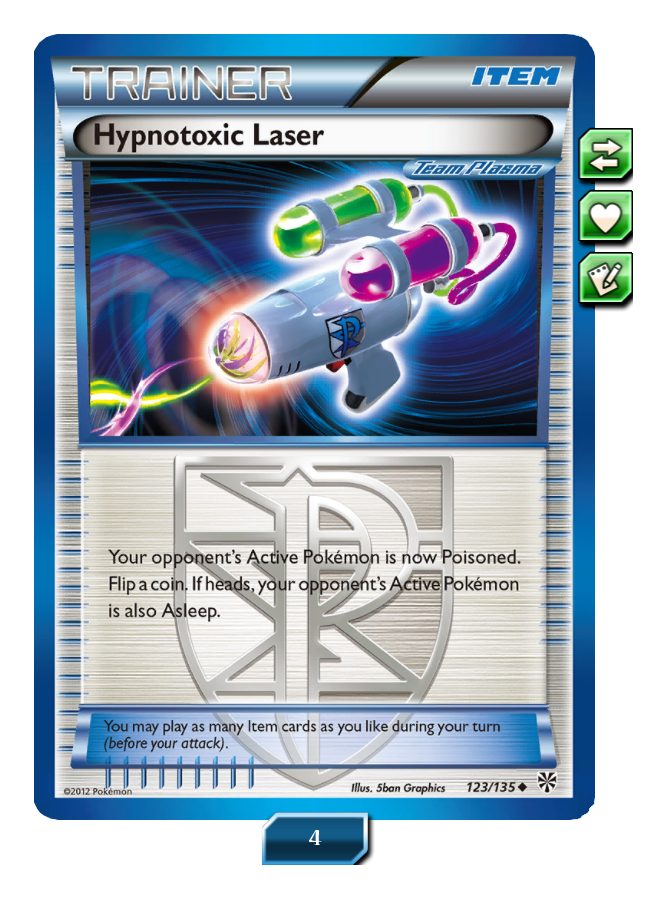 TRAINER
ITEM
Hypnotoxic Laser
Team Plasma
Your opponent's Active Pokémon is now Poisoned.
Flip a coin. If heads, your opponent's Active Pokémon
is also Asleep.
You may play as many Item cards as you like during your turn
(before your attack).
©2012 Pokémon
Illus. 5ban Graphics
123/135
4